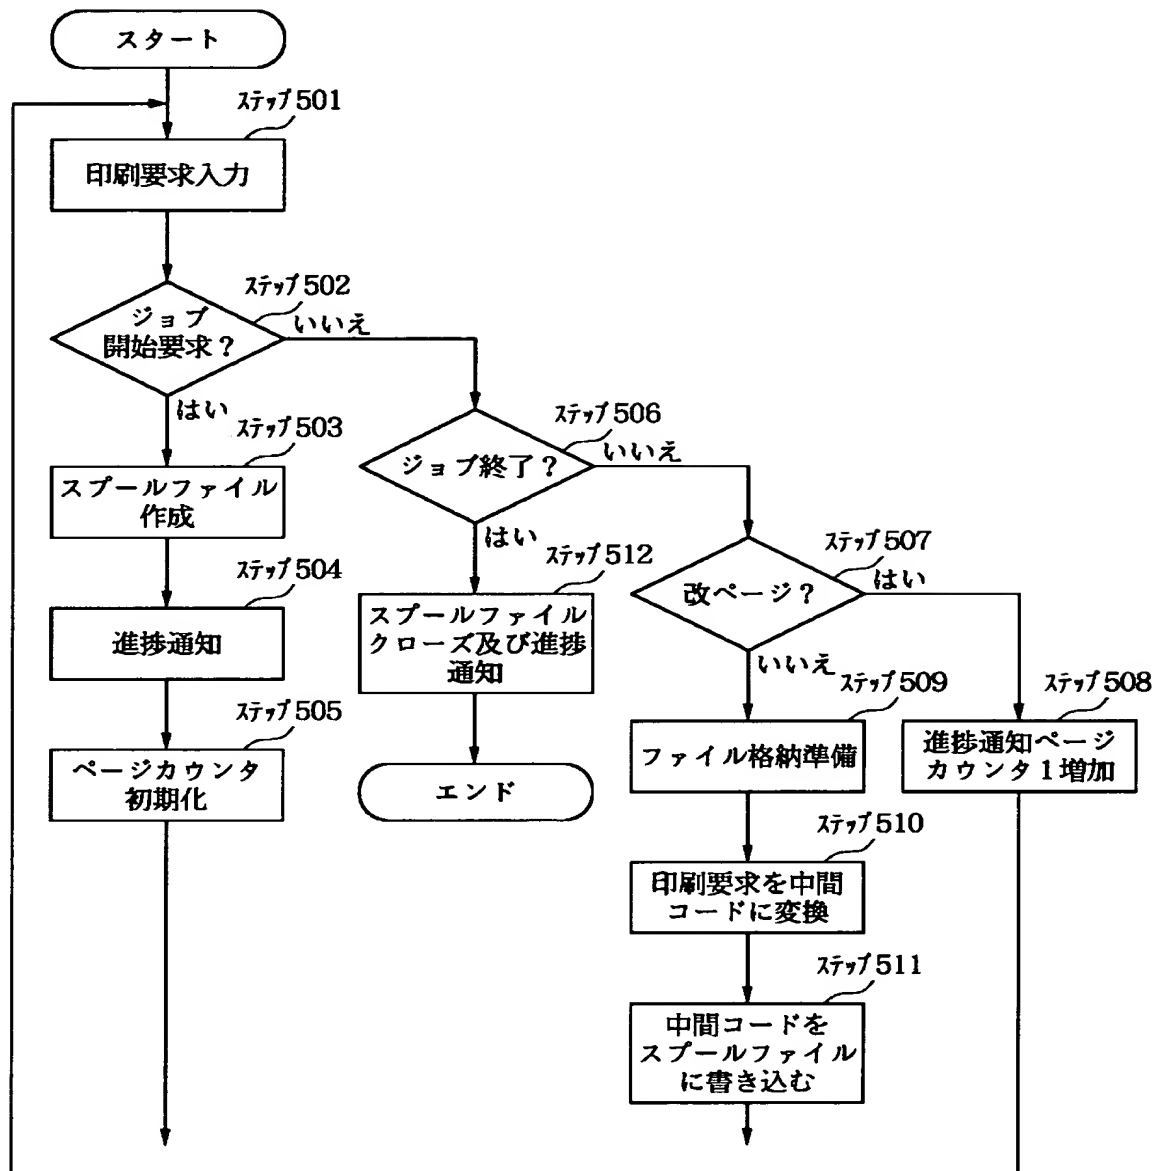 スタート
ステップ501
印刷要求入力
ステップ502
ジョブ
開始要求？
いいえ
はい
ステップ503
スプールファイル
作成
ステップ504
進捗通知
ステップ505
ページカウンタ
初期化
ステップ506
ジョブ終了？
いいえ
はい
ステップ512
スプールファイル
クローズ及び進捗
通知
エンド
ステップ507
改ページ？
はい
いいえ
ステップ509
ファイル格納準備
ステップ508
進捗通知ページ
カウンタ1増加
ステップ510
印刷要求を中間
コードに変換
ステップ511
中間コードを
スプールファイル
に書き込む